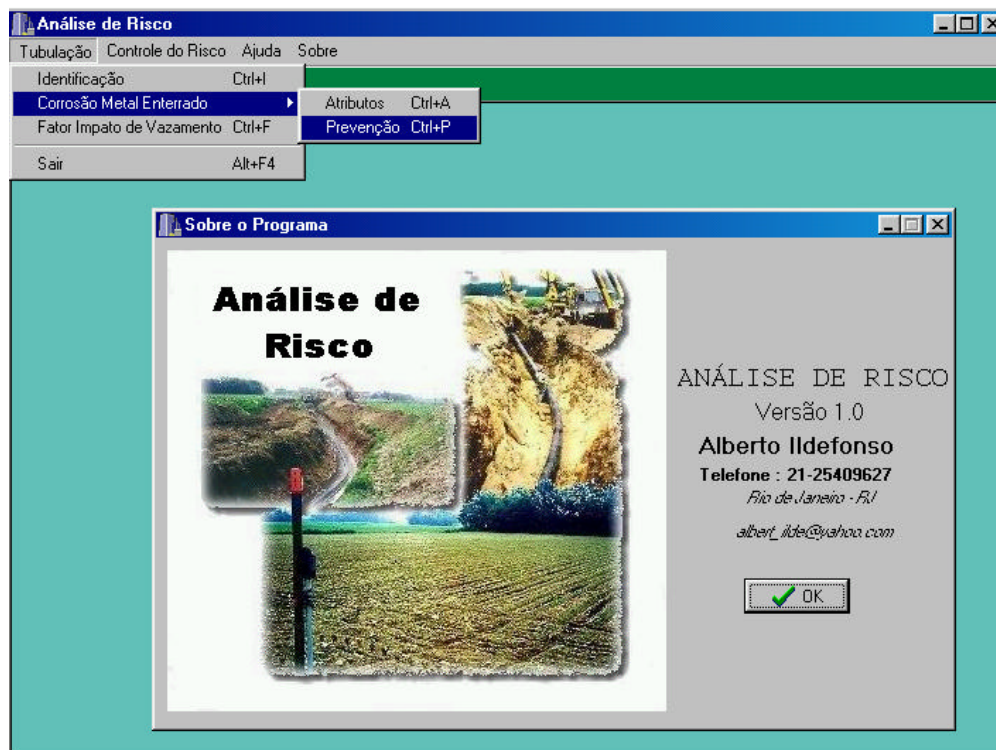 Análise de Risco
Tubulação Controle do Risco Ajuda Sobre
Identificação Ctrl+I
Corrosão Metal Enterrado
Atributos Ctrl+A
Fator Impato de Vazamento Ctrl+F
Prevenção Ctrl+P
Sair Alt+F4
Sobre o Programa
Análise de
Risco
ANÁLISE DE RISCO
Versão 1.0
Alberto Ildefonso
Telefone : 21-25409627
Rio de Janeiro - RJ
albert_ilde@yahoo.com
OK